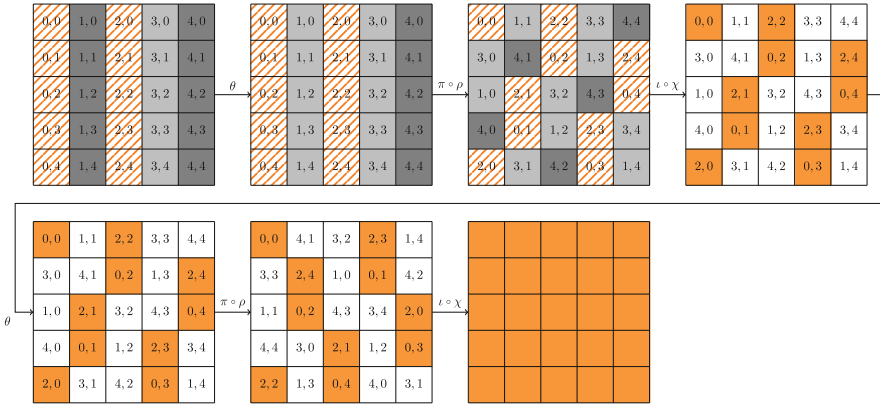 0, 0 1, 0 2, 0 3, 0 4, 0
0, 1 1, 1 2, 1 3, 1 4, 1
0, 2 1, 2 2, 2 3, 2 4, 2
0, 3 1, 3 2, 3 3, 3 4, 3
0, 4 1, 4 2, 4 3, 4 4, 4
θ
0, 0 1, 0 2, 0 3, 0 4, 0
0, 1 1, 1 2, 1 3, 1 4, 1
0, 2 1, 2 2, 2 3, 2 4, 2
0, 3 1, 3 2, 3 3, 3 4, 3
0, 4 1, 4 2, 4 3, 4 4, 4
π ∘ ρ
0, 0 1, 1 2, 2 3, 3 4, 4
3, 0 4, 1 0, 2 1, 3 2, 4
1, 0 2, 1 3, 2 4, 3 0, 4
4, 0 0, 1 1, 2 2, 3 3, 4
2, 0 3, 1 4, 2 0, 3 1, 4
ι ∘ χ
0, 0 1, 1 2, 2 3, 3 4, 4
3, 0 4, 1 0, 2 1, 3 2, 4
1, 0 2, 1 3, 2 4, 3 0, 4
4, 0 0, 1 1, 2 2, 3 3, 4
2, 0 3, 1 4, 2 0, 3 1, 4
θ
0, 0 1, 1 2, 2 3, 3 4, 4
3, 0 4, 1 0, 2 1, 3 2, 4
1, 0 2, 1 3, 2 4, 3 0, 4
4, 0 0, 1 1, 2 2, 3 3, 4
2, 0 3, 1 4, 2 0, 3 1, 4
π ∘ ρ
0, 0 4, 1 3, 2 2, 3 1, 4
3, 3 2, 4 1, 0 0, 1 4, 2
1, 1 0, 2 4, 3 3, 4 2, 0
4, 4 3, 0 2, 1 1, 2 0, 3
2, 2 1, 3 0, 4 4, 0 3, 1
ι ∘ χ